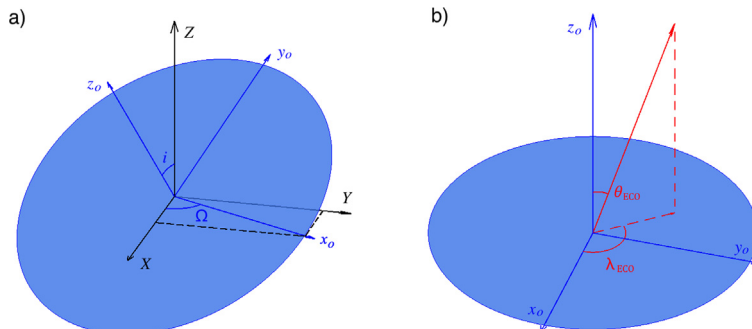 a)
Z
y_o
z_o
i
Y
Ω
x_o
X
b)
z_o
θ_ECO
λ_ECO
y_o
x_o